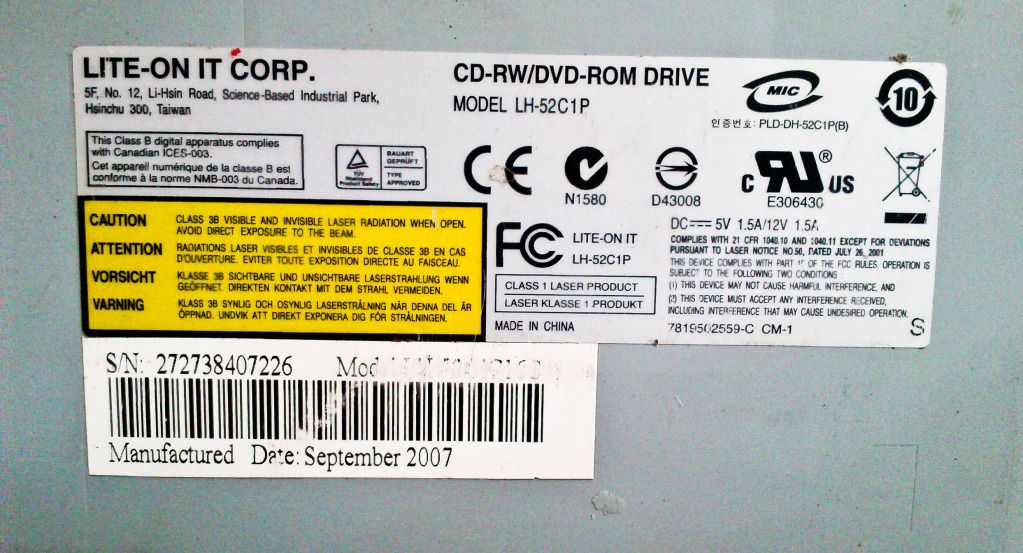 LITE-ON IT CORP.
5F, No. 12, Li-Hsin Road, Science-Based Industrial Park,
Hsinchu 300, Taiwan
This Class B digital apparatus complies
with Canadian ICES-003.
Cet appareil numérique de la classe B est
conforme à la norme NMB-003 du Canada.
TÜV
Rheinland
Product Safety
BAUART
GEPRÜFT
TYPE
APPROVED
CD-RW/DVD-ROM DRIVE
MODEL LH-52C1P
MIC
인증번호: PLD-DH-52C1P(B)
10
CE
N1580
D43008
c UR ® US
E306430
CAUTION CLASS 3B VISIBLE AND INVISIBLE LASER RADIATION WHEN OPEN.
AVOID DIRECT EXPOSURE TO THE BEAM.
ATTENTION RADIATIONS LASER VISIBLES ET INVISIBLES DE CLASSE 3B EN CAS
D'OUVERTURE. EVITER TOUTE EXPOSITION DIRECTE AU FAISCEAU.
VORSICHT KLASSE 3B SICHTBARE UND UNSICHTBARE LASERSTRAHLUNG WENN
GEÖFFNET. DIREKTEN KONTAKT MIT DEM STRAHL VERMEIDEN.
VARNING KLASS 3B SYNLIG OCH OSYNLIG LASERSTRÅLNING NÄR DENNA DEL ÄR
ÖPPNAD. UNDVIK ATT DIREKT EXPONERA DIG FÖR STRÅLNINGEN.
FC LITE-ON IT
LH-52C1P
CLASS 1 LASER PRODUCT
LASER KLASSE 1 PRODUKT
MADE IN CHINA
DC⎓ 5V 1.5A/12V 1.5A
COMPLIES WITH 21 CFR 1040.10 AND 1040.11 EXCEPT FOR DEVIATIONS
PURSUANT TO LASER NOTICE NO.50, DATED JULY 26, 2001
THIS DEVICE COMPLIES WITH PART OF THE FCC RULES. OPERATION IS
SUBJECT TO THE FOLLOWING TWO CONDITIONS
(1) THIS DEVICE MAY NOT CAUSE HARMFUL INTERFERENCE, AND
(2) THIS DEVICE MUST ACCEPT ANY INTERFERENCE RECEIVED,
INCLUDING INTERFERENCE THAT MAY CAUSE UNDESIRED OPERATION.
7819502559-C CM-1 S
S/N: 272738407226
Manufactured Date: September 2007